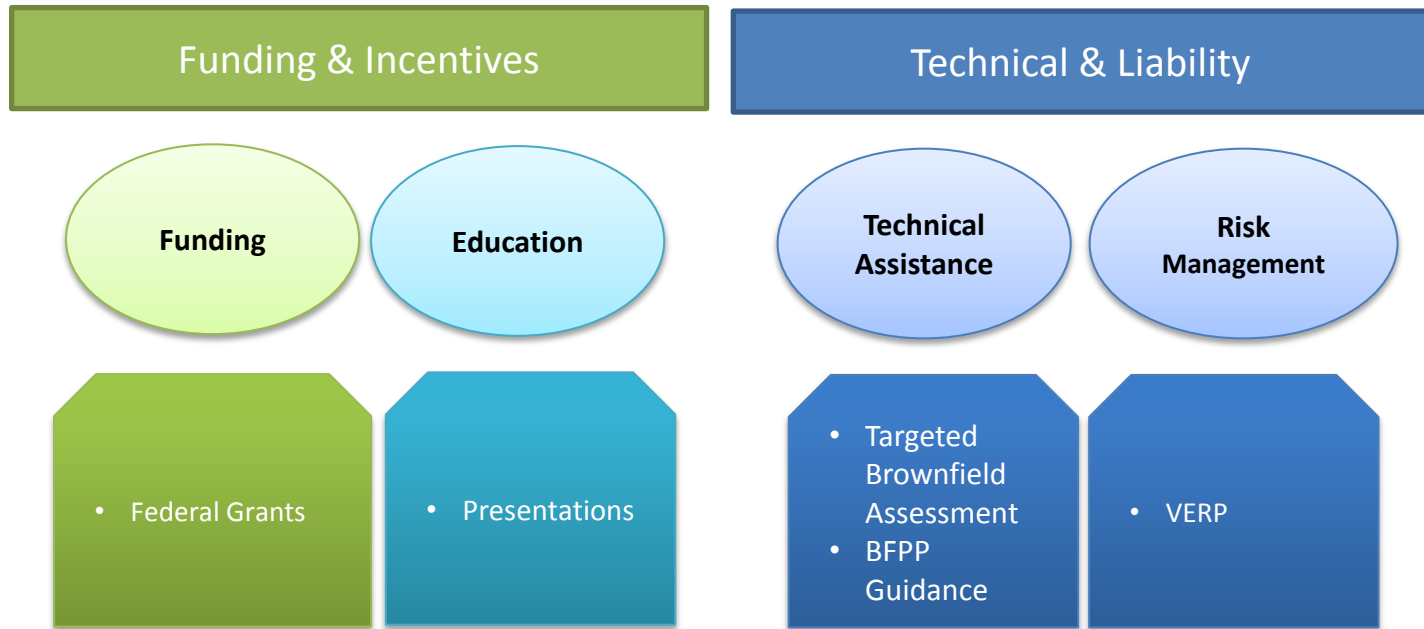 Funding & Incentives
Technical & Liability
Funding
Education
Technical
Assistance
Risk
Management
• Federal Grants
• Presentations
• Targeted
Brownfield
Assessment
• BFPP
Guidance
• VERP